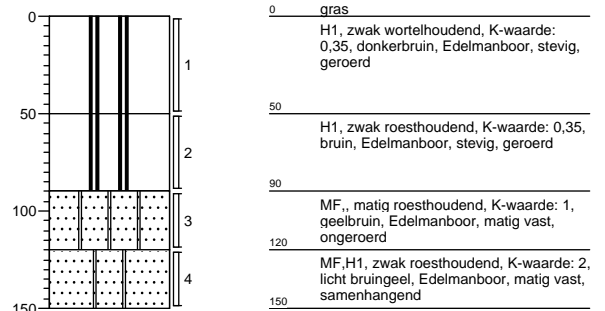 0
50
100
150
1
2
3
4
0 gras
H1, zwak wortelhoudend, K-waarde:
0,35, donkerbruin, Edelmanboor, stevig,
geroerd
50
H1, zwak roesthoudend, K-waarde: 0,35,
bruin, Edelmanboor, stevig, geroerd
90
MF,, matig roesthoudend, K-waarde: 1,
geelbruin, Edelmanboor, matig vast,
ongeroerd
120
MF,H1, zwak roesthoudend, K-waarde: 2,
licht bruingeel, Edelmanboor, matig vast,
samenhangend
150